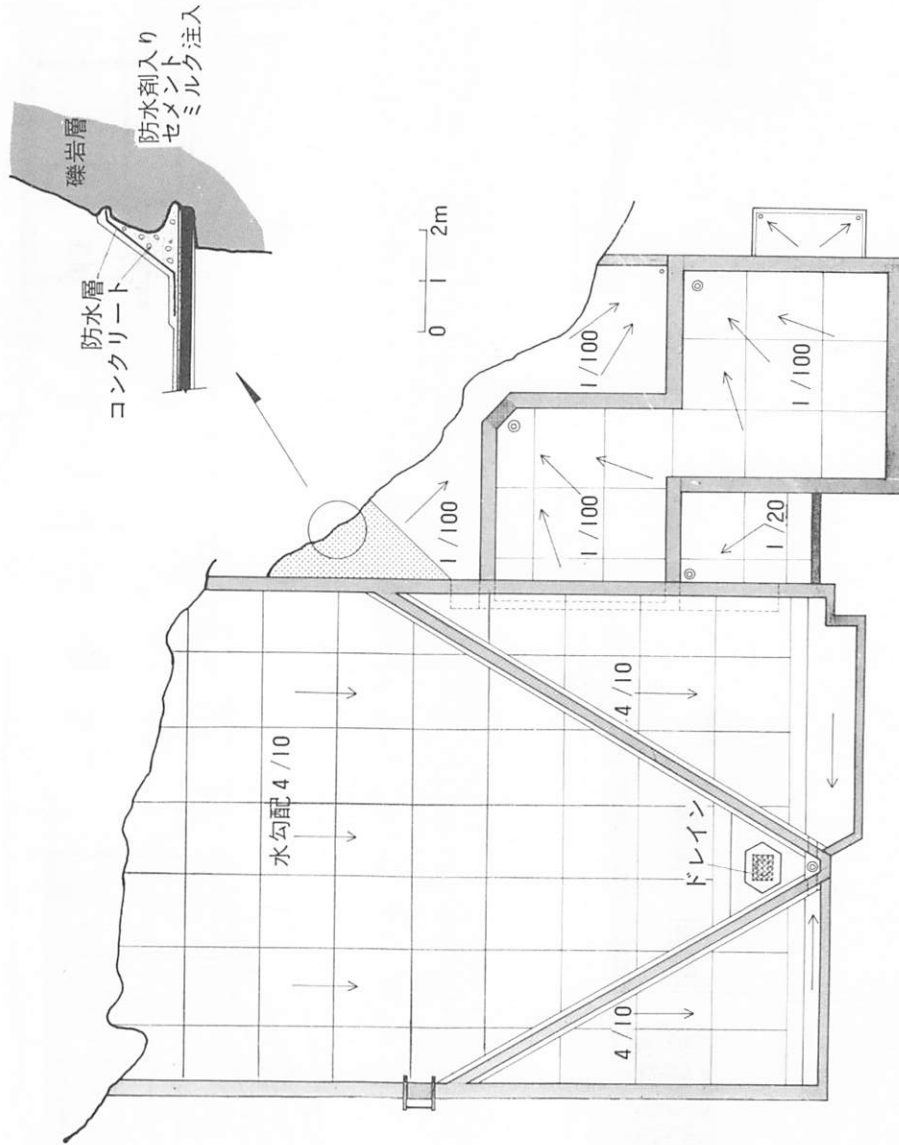 礫岩層
防水剤入り
セメント
ミルク注入
防水層
コンクリート
0 1 2m
1/100
1/100
1/100
1/100
1/20
水勾配 4/10
4/10
4/10
ドレイン